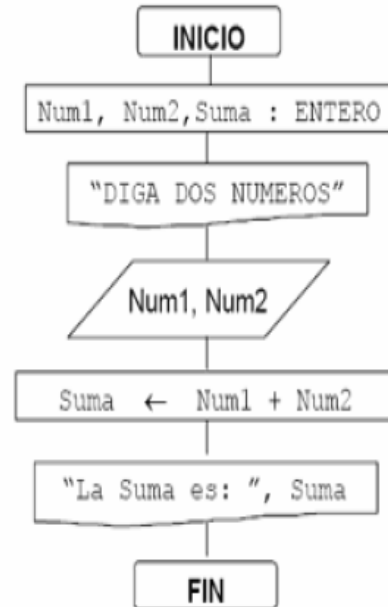 INICIO
Num1, Num2,Suma : ENTERO
“DIGA DOS NUMEROS”
Num1, Num2
Suma ← Num1 + Num2
“La Suma es: ”, Suma
FIN